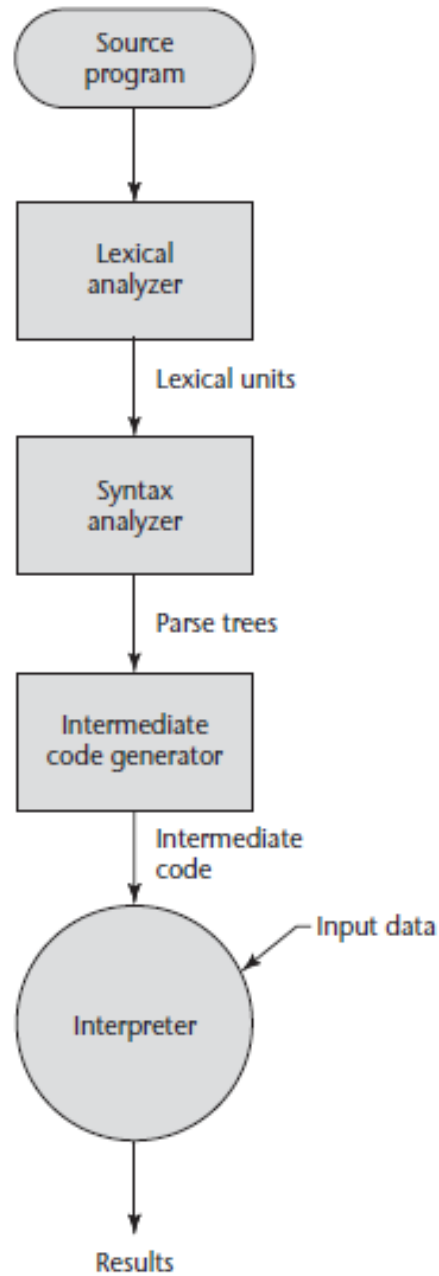 Source
program
Lexical
analyzer
Lexical units
Syntax
analyzer
Parse trees
Intermediate
code generator
Intermediate
code
Input data
Interpreter
Results